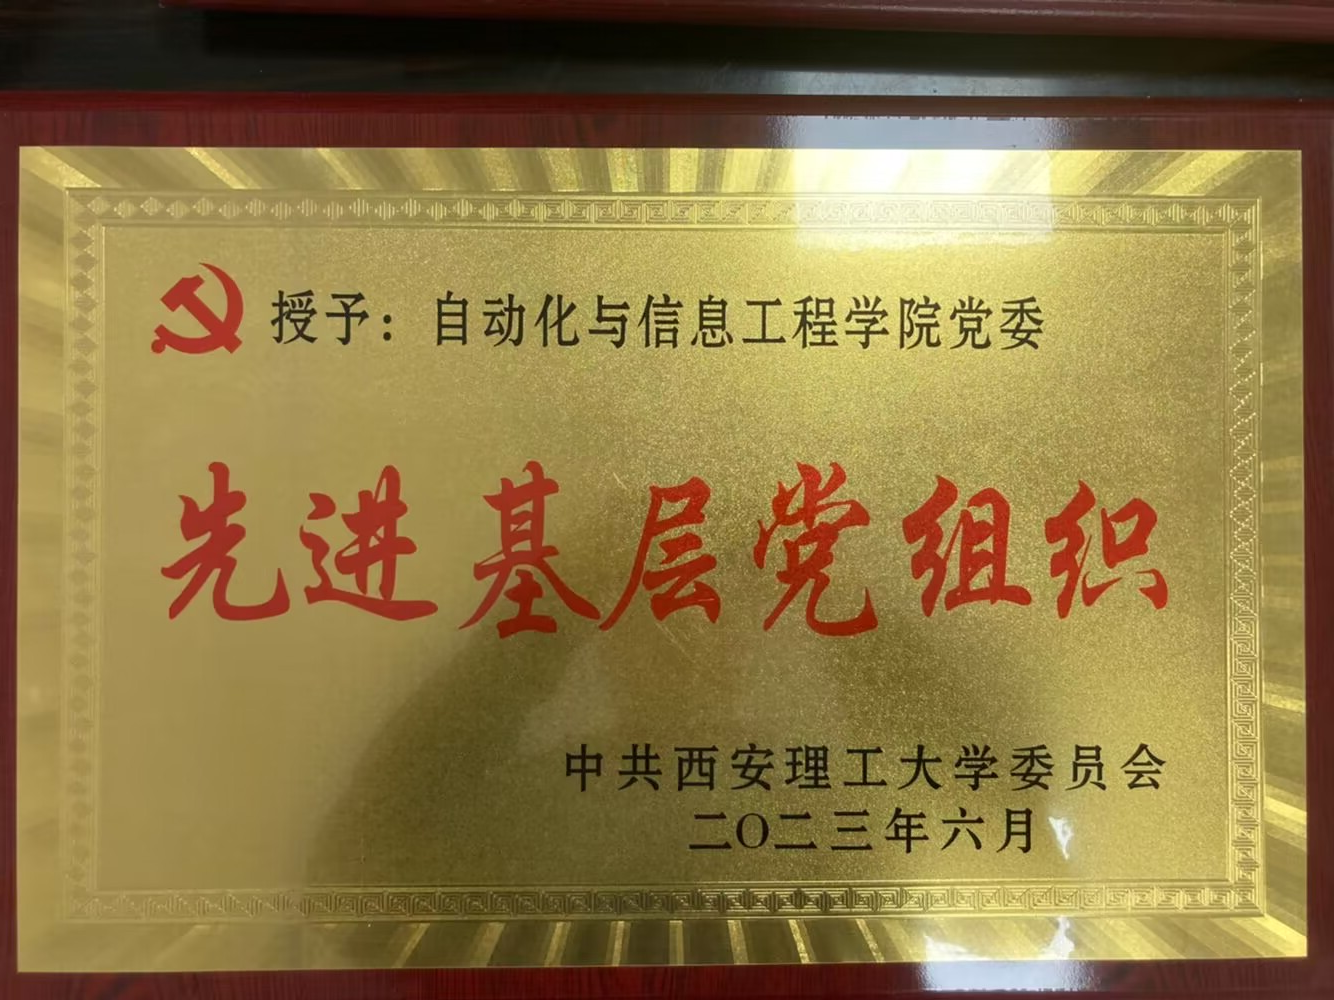 授予：自动化与信息工程学院党委
先进基层党组织
中共西安理工大学委员会
二〇二三年六月